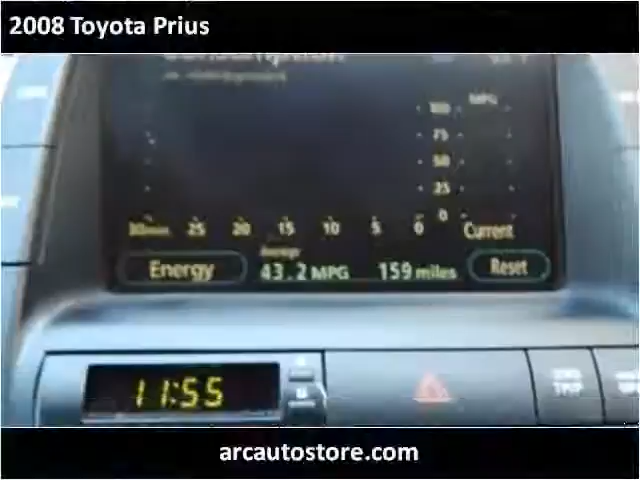 2008 Toyota Prius
Consumption
100 MPG
75
50
25
0
30min. 25 20 15 10 5 0 Current
Energy 43.2 MPG 159 miles Reset
11:55
arcautostore.com